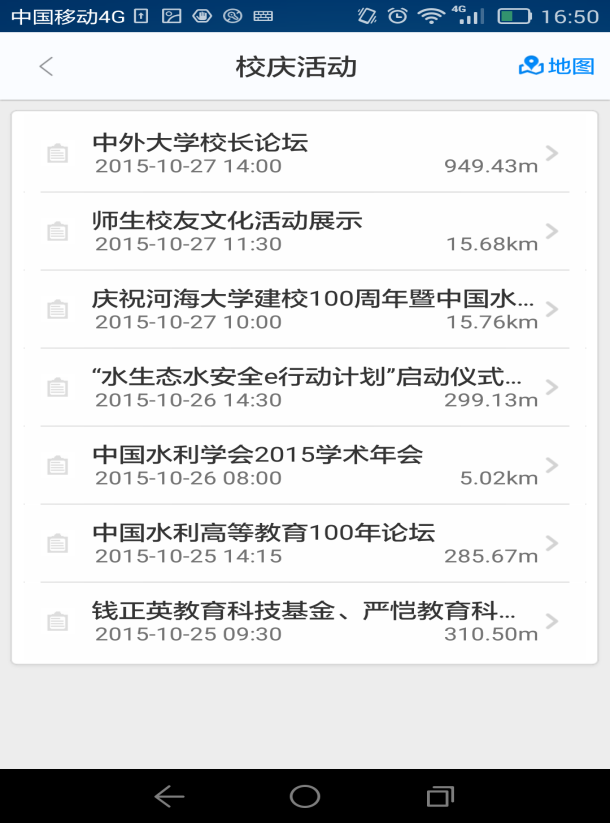 中国移动4G 4G 16:50
校庆活动 地图
中外大学校长论坛
2015-10-27 14:00 949.43m
师生校友文化活动展示
2015-10-27 11:30 15.68km
庆祝河海大学建校100周年暨中国水...
2015-10-27 10:00 15.76km
“水生态水安全e行动计划”启动仪式...
2015-10-26 14:30 299.13m
中国水利学会2015学术年会
2015-10-26 08:00 5.02km
中国水利高等教育100年论坛
2015-10-25 14:15 285.67m
钱正英教育科技基金、严恺教育科...
2015-10-25 09:30 310.50m